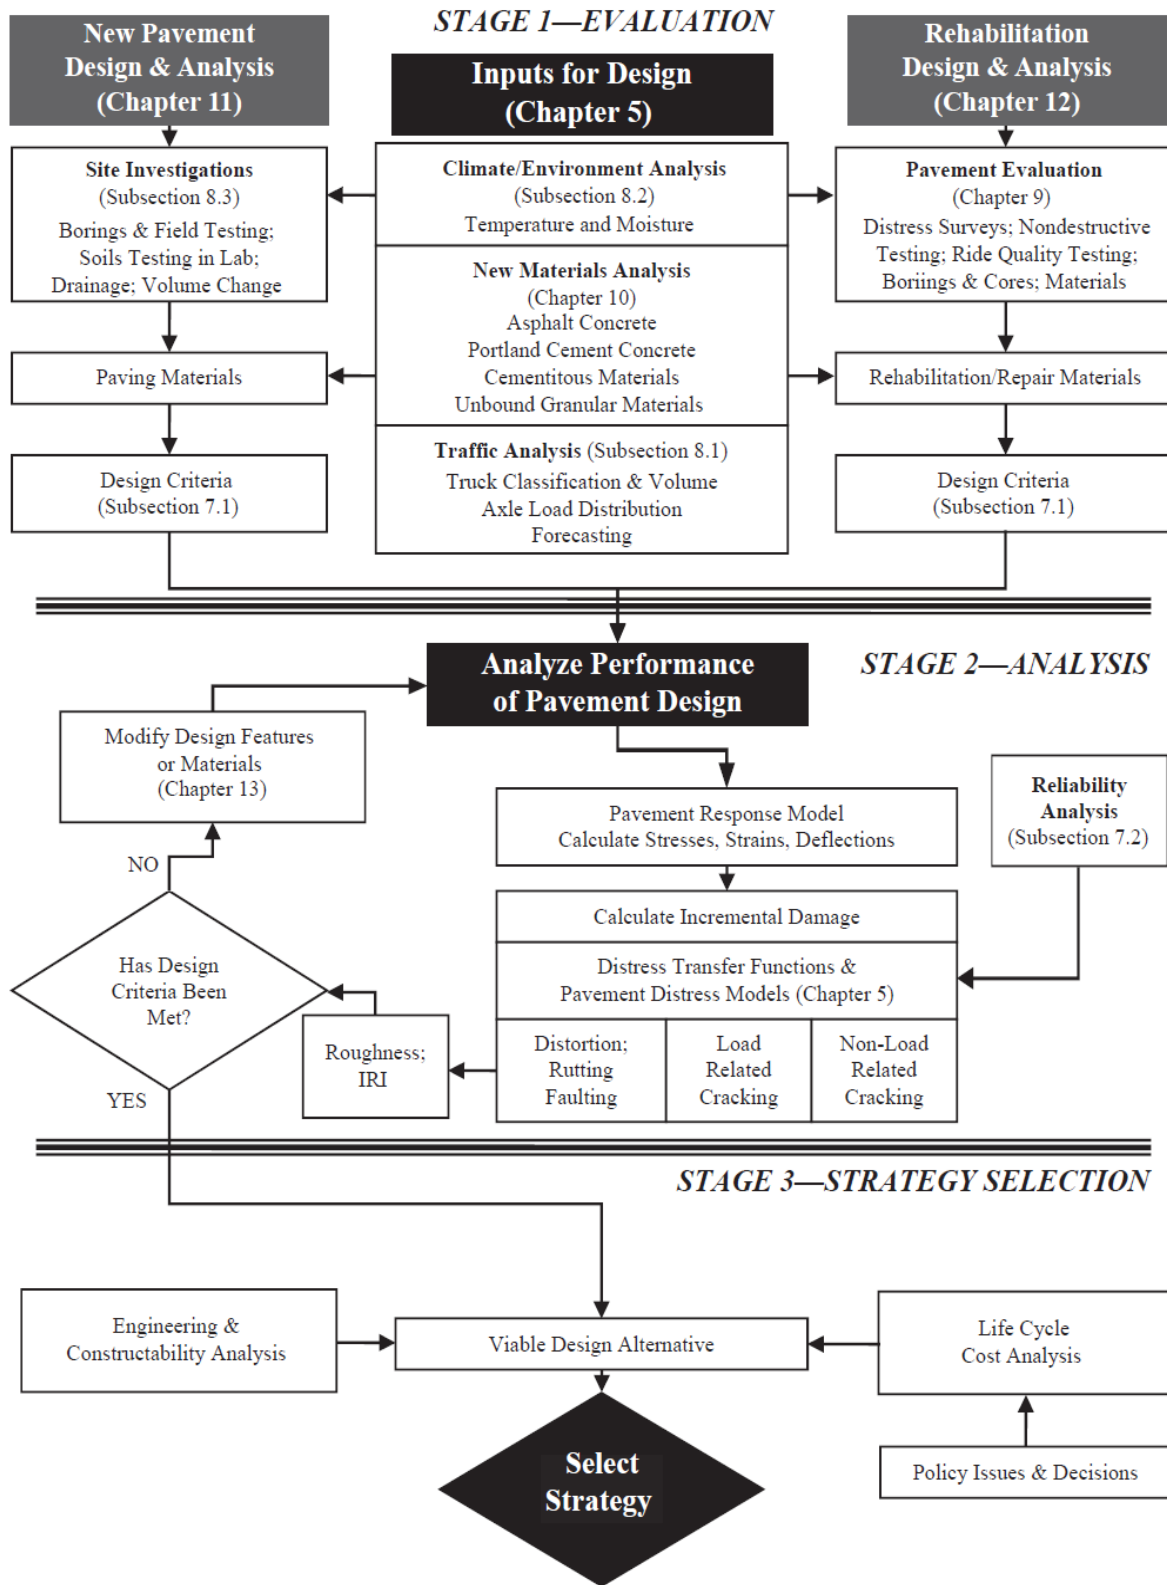 STAGE 1—EVALUATION
New Pavement
Design & Analysis
(Chapter 11)
Inputs for Design
(Chapter 5)
Rehabilitation
Design & Analysis
(Chapter 12)
Site Investigations
(Subsection 8.3)
Borings & Field Testing;
Soils Testing in Lab;
Drainage; Volume Change
Climate/Environment Analysis
(Subsection 8.2)
Temperature and Moisture
Pavement Evaluation
(Chapter 9)
Distress Surveys; Nondestructive
Testing; Ride Quality Testing;
Boriings & Cores; Materials
New Materials Analysis
(Chapter 10)
Asphalt Concrete
Portland Cement Concrete
Cementitous Materials
Unbound Granular Materials
Paving Materials
Rehabilitation/Repair Materials
Traffic Analysis (Subsection 8.1)
Truck Classification & Volume
Axle Load Distribution
Forecasting
Design Criteria
(Subsection 7.1)
Design Criteria
(Subsection 7.1)
STAGE 2—ANALYSIS
Analyze Performance
of Pavement Design
Modify Design Features
or Materials
(Chapter 13)
Pavement Response Model
Calculate Stresses, Strains, Deflections
Reliability
Analysis
(Subsection 7.2)
NO
Calculate Incremental Damage
Has Design
Criteria Been
Met?
Distress Transfer Functions &
Pavement Distress Models (Chapter 5)
Roughness;
IRI
Distortion;
Rutting
Faulting
Load
Related
Cracking
Non-Load
Related
Cracking
YES
STAGE 3—STRATEGY SELECTION
Engineering &
Constructability Analysis
Viable Design Alternative
Life Cycle
Cost Analysis
Select
Strategy
Policy Issues & Decisions